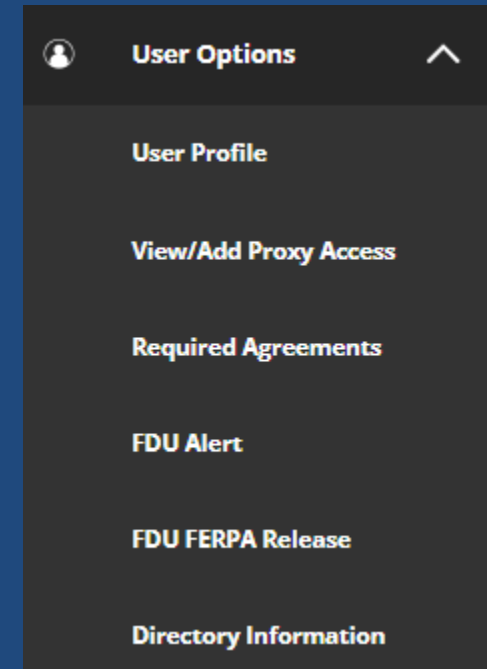 User Options
User Profile
View/Add Proxy Access
Required Agreements
FDU Alert
FDU FERPA Release
Directory Information